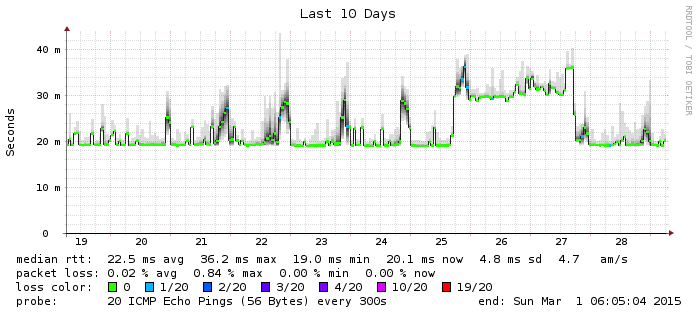 Last 10 Days
RRDTOOL / TOBI OETIKER
Seconds
40 m
30 m
20 m
10 m
0
19 20 21 22 23 24 25 26 27 28
median rtt: 22.5 ms avg 36.2 ms max 19.0 ms min 20.1 ms now 4.8 ms sd 4.7 am/s
packet loss: 0.02 % avg 0.84 % max 0.00 % min 0.00 % now
loss color: 0 1/20 2/20 3/20 4/20 10/20 19/20
probe: 20 ICMP Echo Pings (56 Bytes) every 300s end: Sun Mar 1 06:05:04 2015